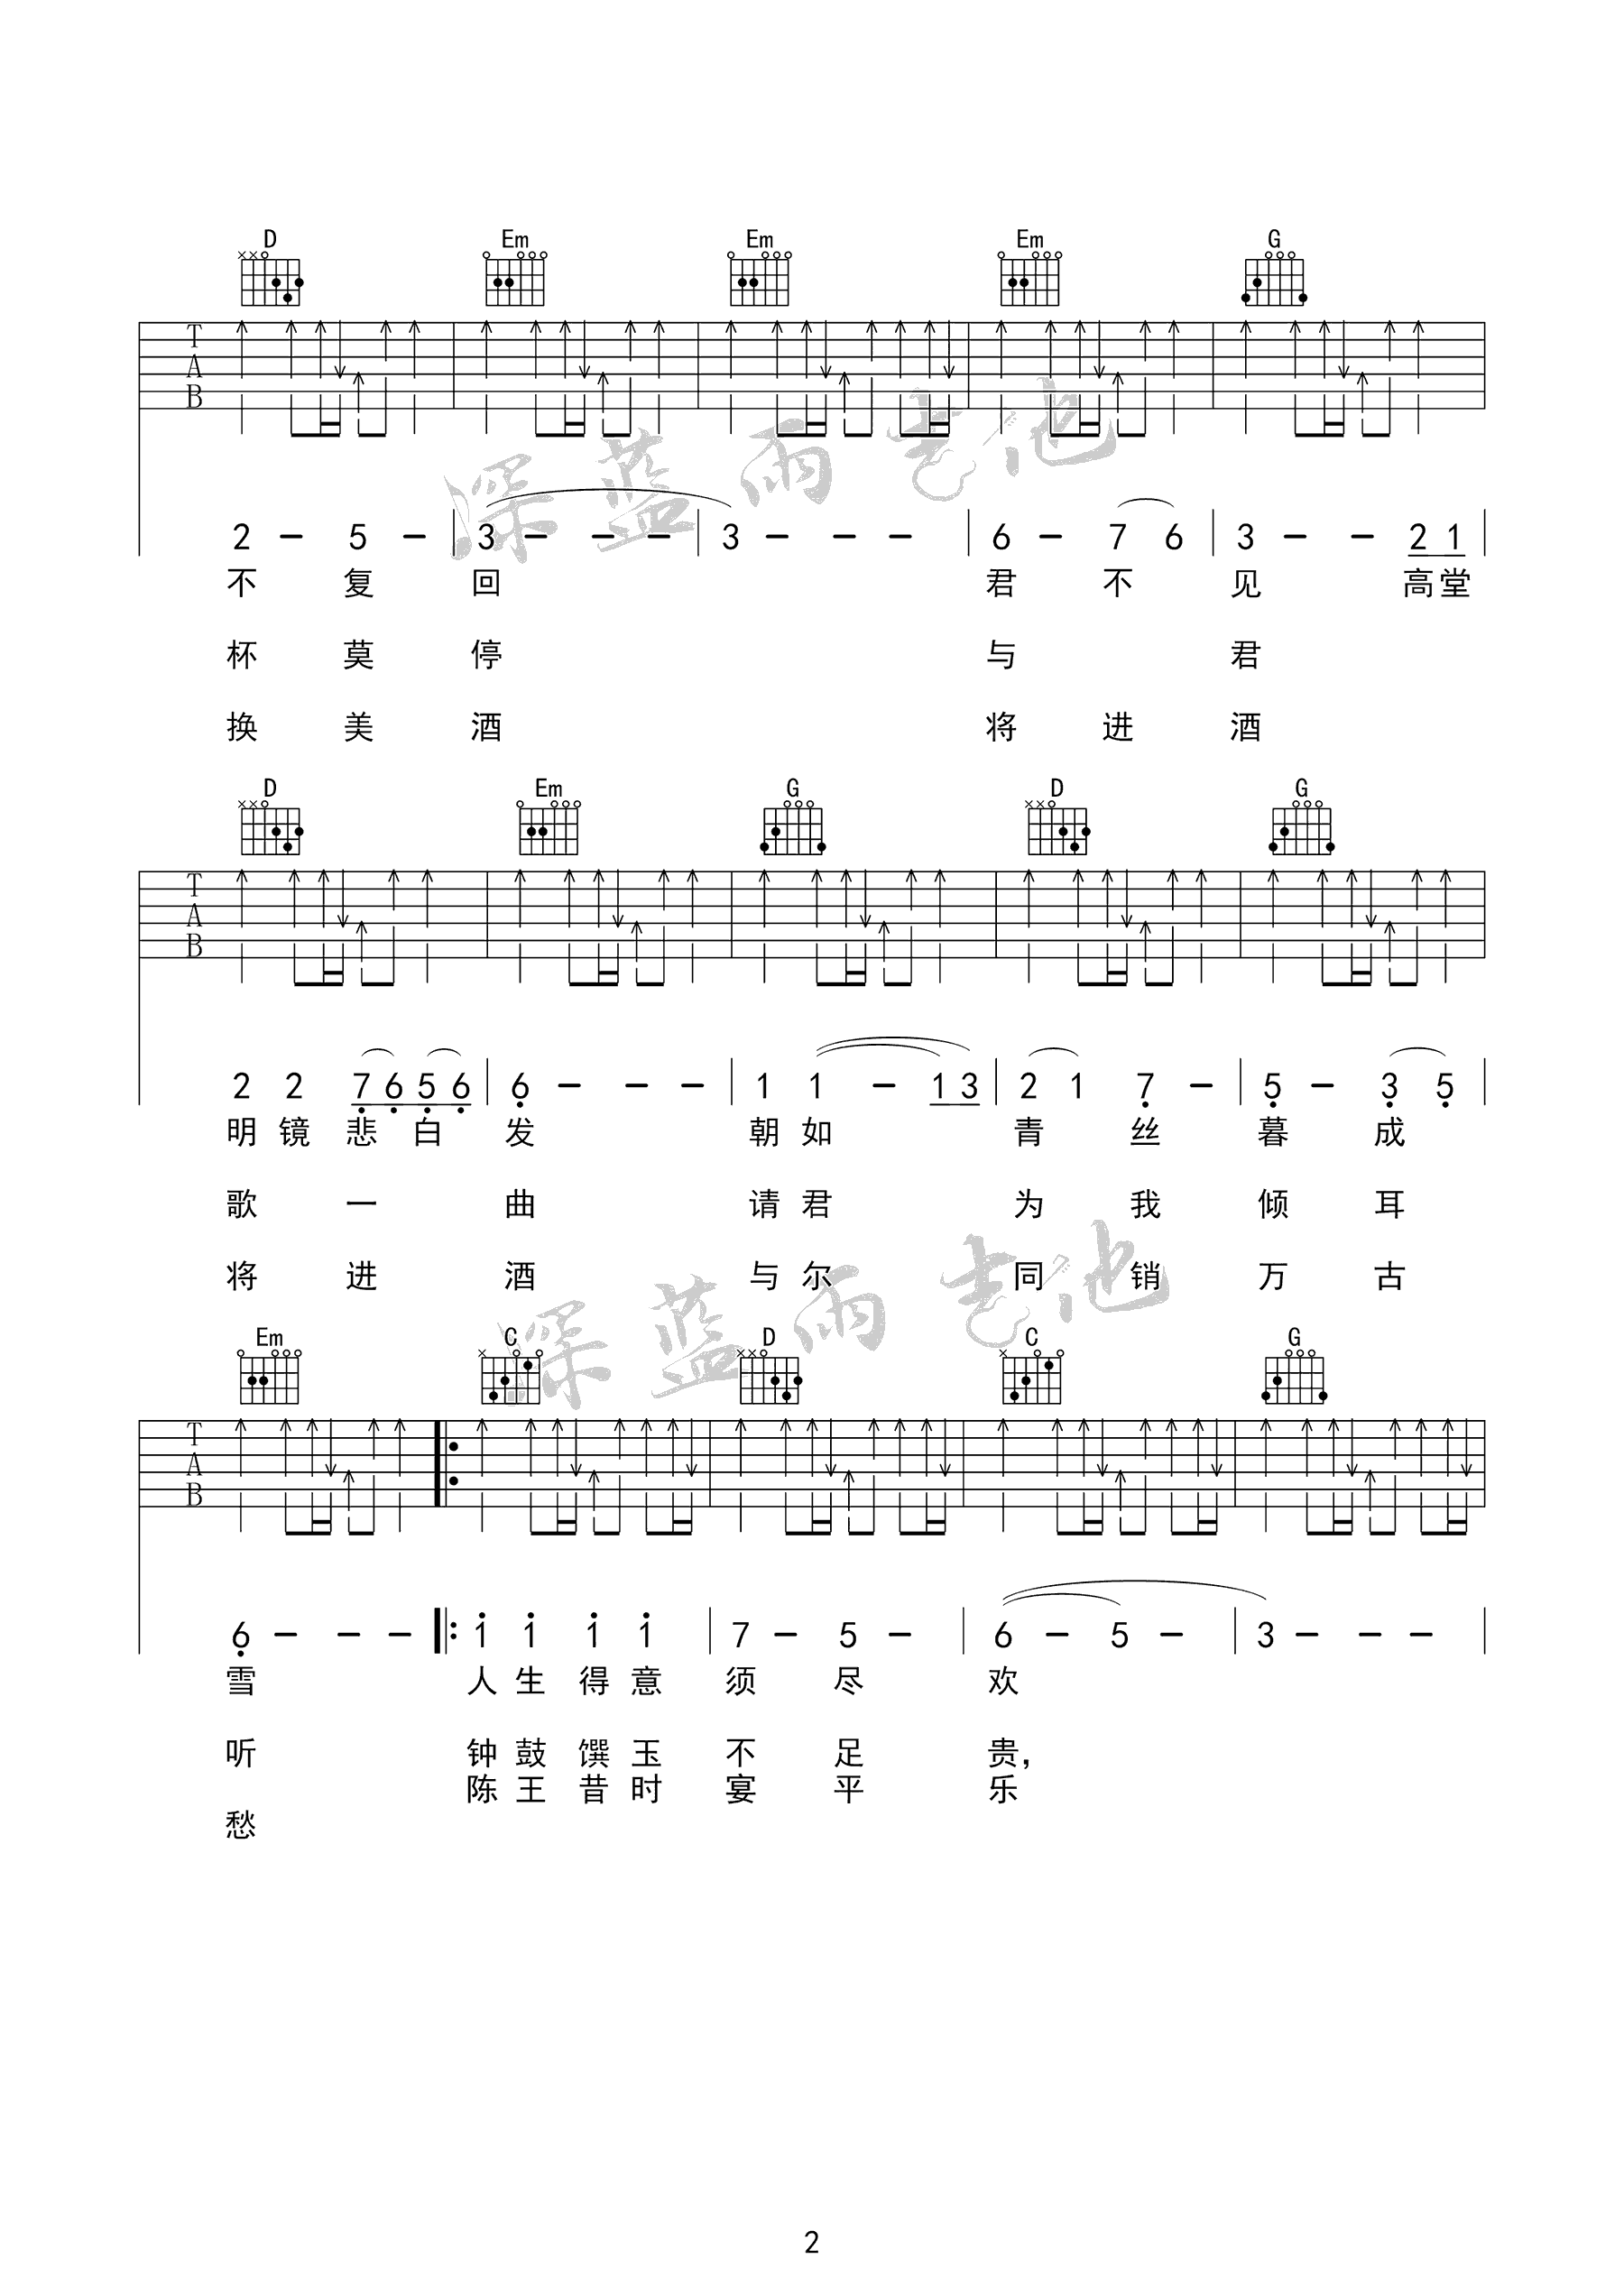 D Em Em Em G
T
A
B
深蓝雨吉他
2 – 5 – | 3 – – – | 3 – – – | 6 – 7 6 | 3 – – 2 1 |
不 复 回 君 不 见 高 堂
杯 莫 停 与 君
换 美 酒 将 进 酒
D Em G D G
T
A
B
2 2 7 6 5 6 | 6 – – – | 1 1 – 1 3 | 2 1 7 – | 5 – 3 5 |
明 镜 悲 白 发 朝 如 青 丝 暮 成
歌 一 曲 请 君 为 我 倾 耳
将 进 酒 与 尔 同 销 万 古
深蓝雨吉他
Em C D C G
T
A
B
6 – – – |: 1 1 1 1 | 7 – 5 – | 6 – 5 – | 3 – – – |
雪 人 生 得 意 须 尽 欢
听 钟 鼓 馔 玉 不 足 贵，
陈 王 昔 时 宴 平 乐
愁
2